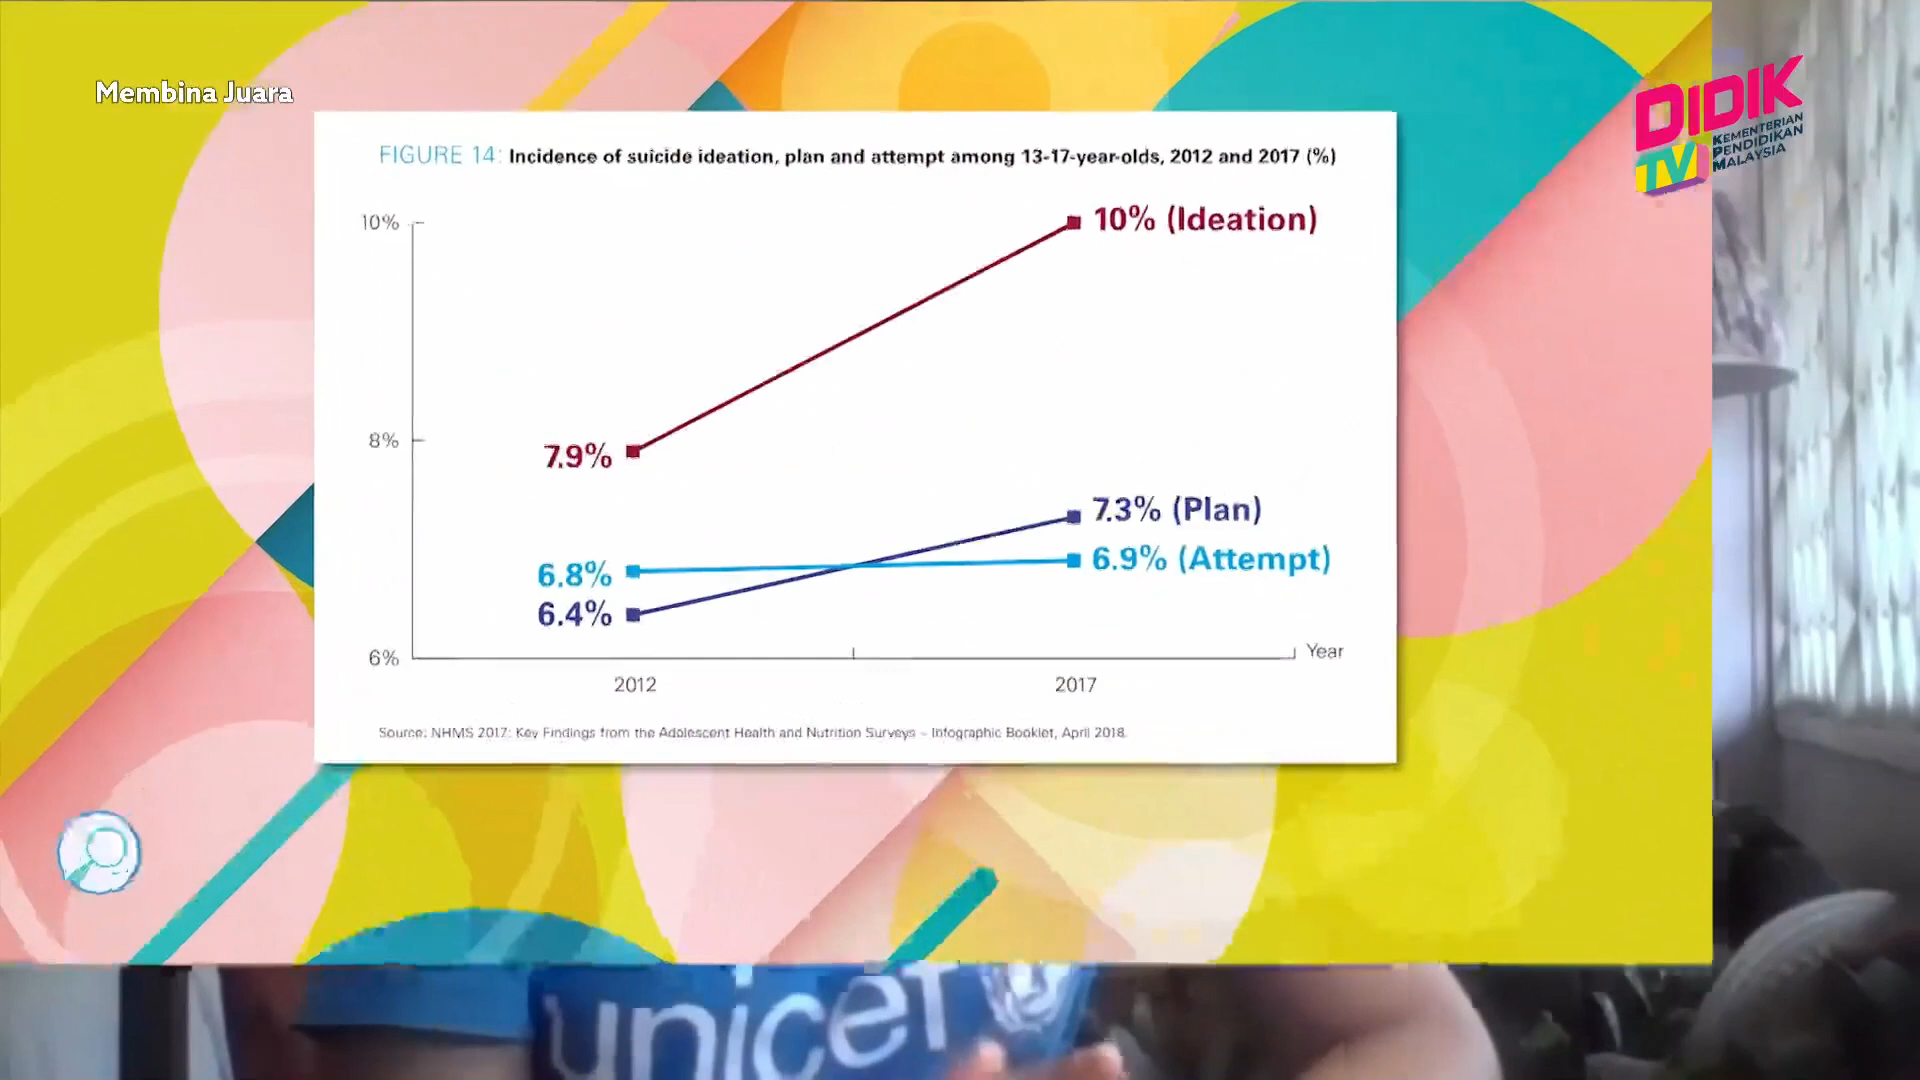 Membina Juara
DIDIK
TV
KEMENTERIAN
PENDIDIKAN
MALAYSIA
FIGURE 14: Incidence of suicide ideation, plan and attempt among 13-17-year-olds, 2012 and 2017 (%)
10%
10% (Ideation)
8%
7.9%
7.3% (Plan)
6.9% (Attempt)
6.8%
6.4%
6%
Year
2012
2017
Source: NHMS 2017: Key Findings from the Adolescent Health and Nutrition Surveys – Infographic Booklet, April 2018.
unicef